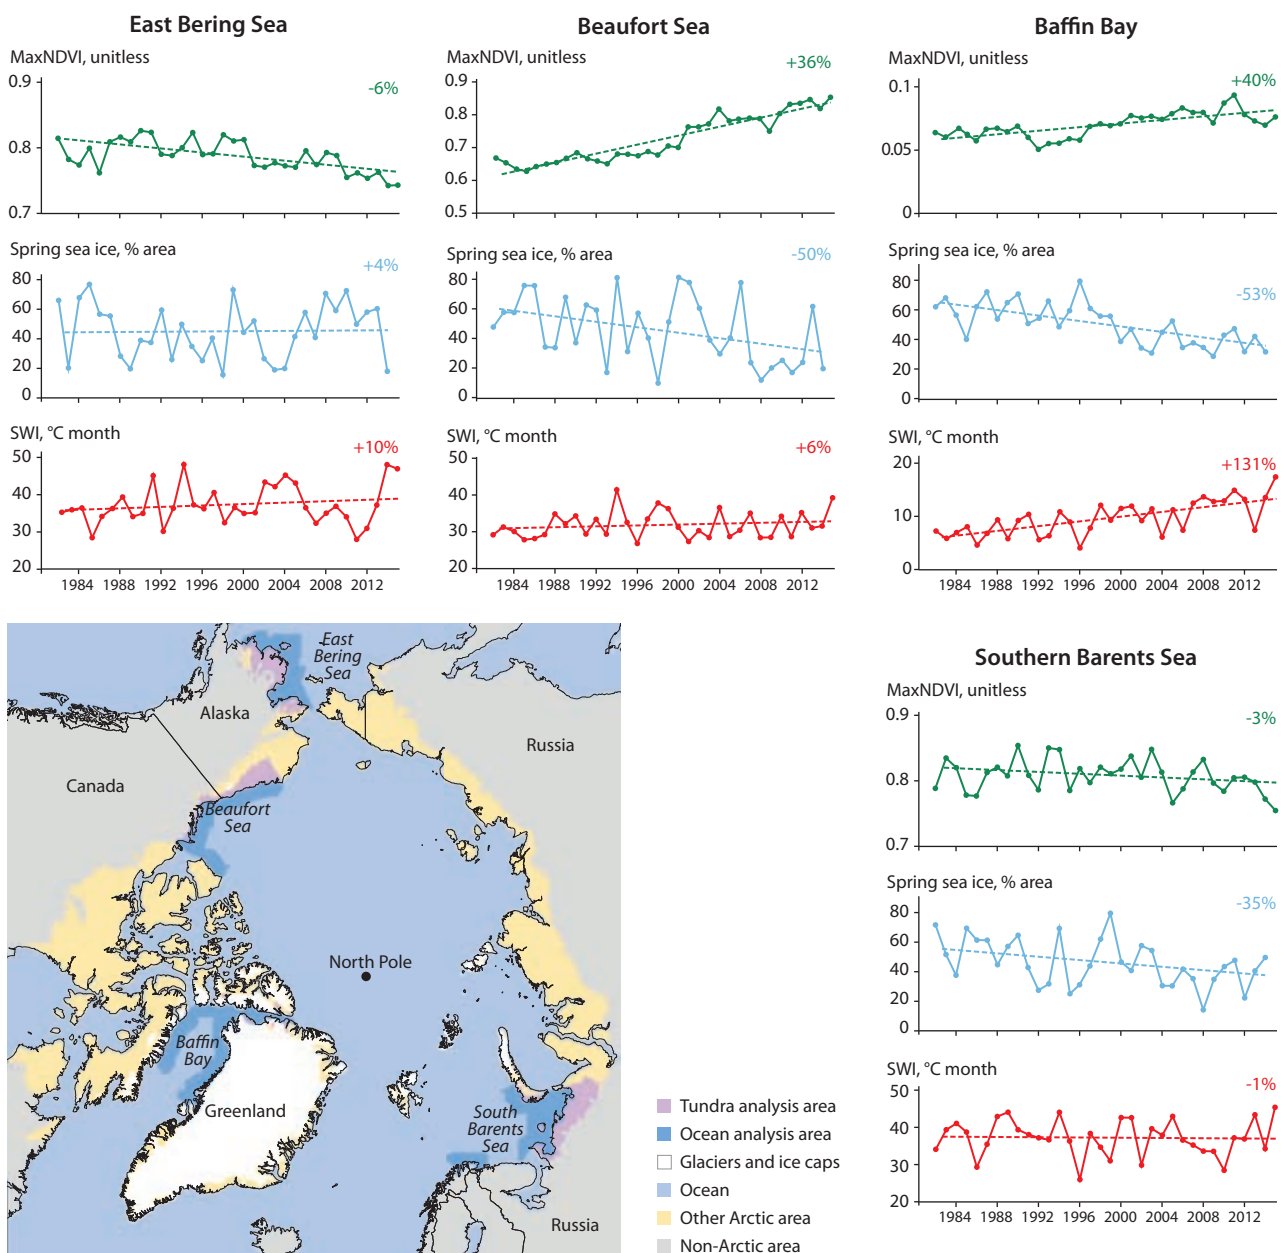 East Bering Sea
MaxNDVI, unitless
-6%
0.9
0.8
0.7
Spring sea ice, % area
+4%
80
60
40
20
0
SWI, °C month
+10%
50
40
30
20
1984 1988 1992 1996 2000 2004 2008 2012
Beaufort Sea
MaxNDVI, unitless
+36%
0.9
0.8
0.7
0.6
0.5
Spring sea ice, % area
-50%
80
60
40
20
0
SWI, °C month
+6%
50
40
30
20
1984 1988 1992 1996 2000 2004 2008 2012
Baffin Bay
MaxNDVI, unitless
+40%
0.1
0.05
0
Spring sea ice, % area
-53%
80
60
40
20
0
SWI, °C month
+131%
20
10
0
1984 1988 1992 1996 2000 2004 2008 2012
East
Bering
Sea
Alaska
Russia
Canada
Beaufort
Sea
North Pole
Baffin
Bay
Greenland
South
Barents
Sea
Russia
Tundra analysis area
Ocean analysis area
Glaciers and ice caps
Ocean
Other Arctic area
Non-Arctic area
Southern Barents Sea
MaxNDVI, unitless
-3%
0.9
0.8
0.7
Spring sea ice, % area
-35%
80
60
40
20
0
SWI, °C month
-1%
50
40
30
20
1984 1988 1992 1996 2000 2004 2008 2012